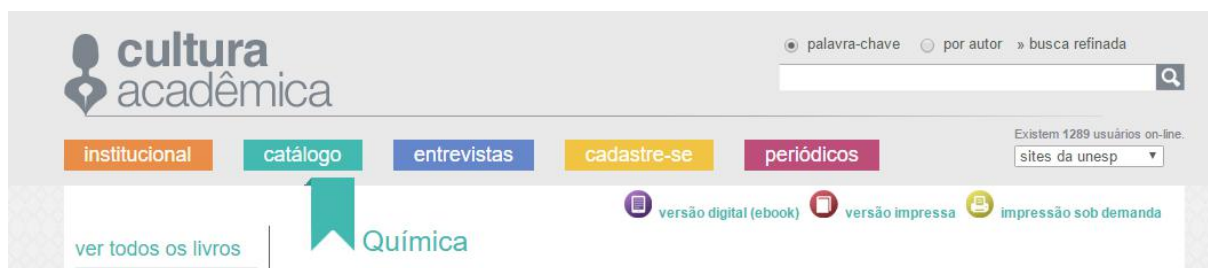 cultura
acadêmica
palavra-chave por autor » busca refinada
Existem 1289 usuários on-line.
institucional catálogo entrevistas cadastre-se periódicos
sites da unesp
versão digital (ebook) versão impressa impressão sob demanda
ver todos os livros
Química